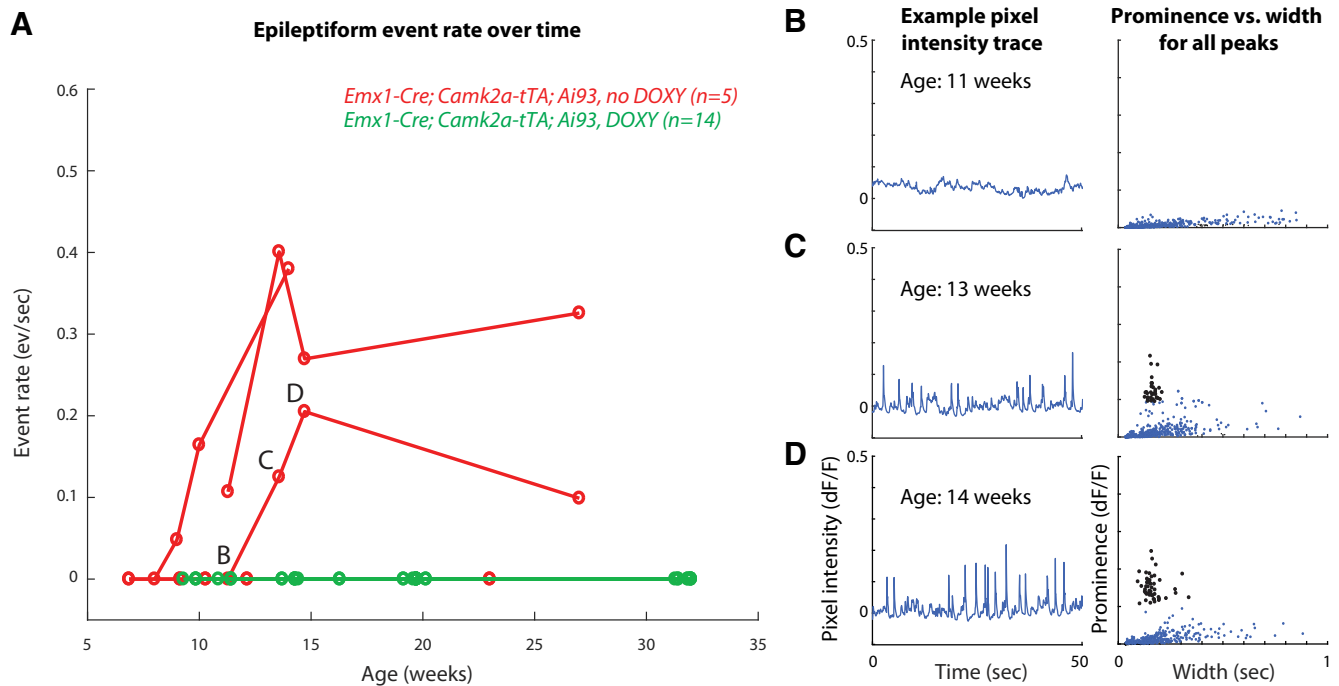 A
Epileptiform event rate over time
Emx1-Cre; Camk2a-tTA; Ai93, no DOXY (n=5)
Emx1-Cre; Camk2a-tTA; Ai93, DOXY (n=14)
Event rate (ev/sec)
0.6
0.5
0.4
0.3
0.2
0.1
0
B
C
D
5
10
15
20
25
30
35
Age (weeks)
B
Example pixel
intensity trace
Prominence vs. width
for all peaks
0.5
Age: 11 weeks
0
C
0.5
Age: 13 weeks
0
D
0.5
Age: 14 weeks
0
Pixel intensity (dF/F)
0
50
Time (sec)
Prominence (dF/F)
0
1
Width (sec)